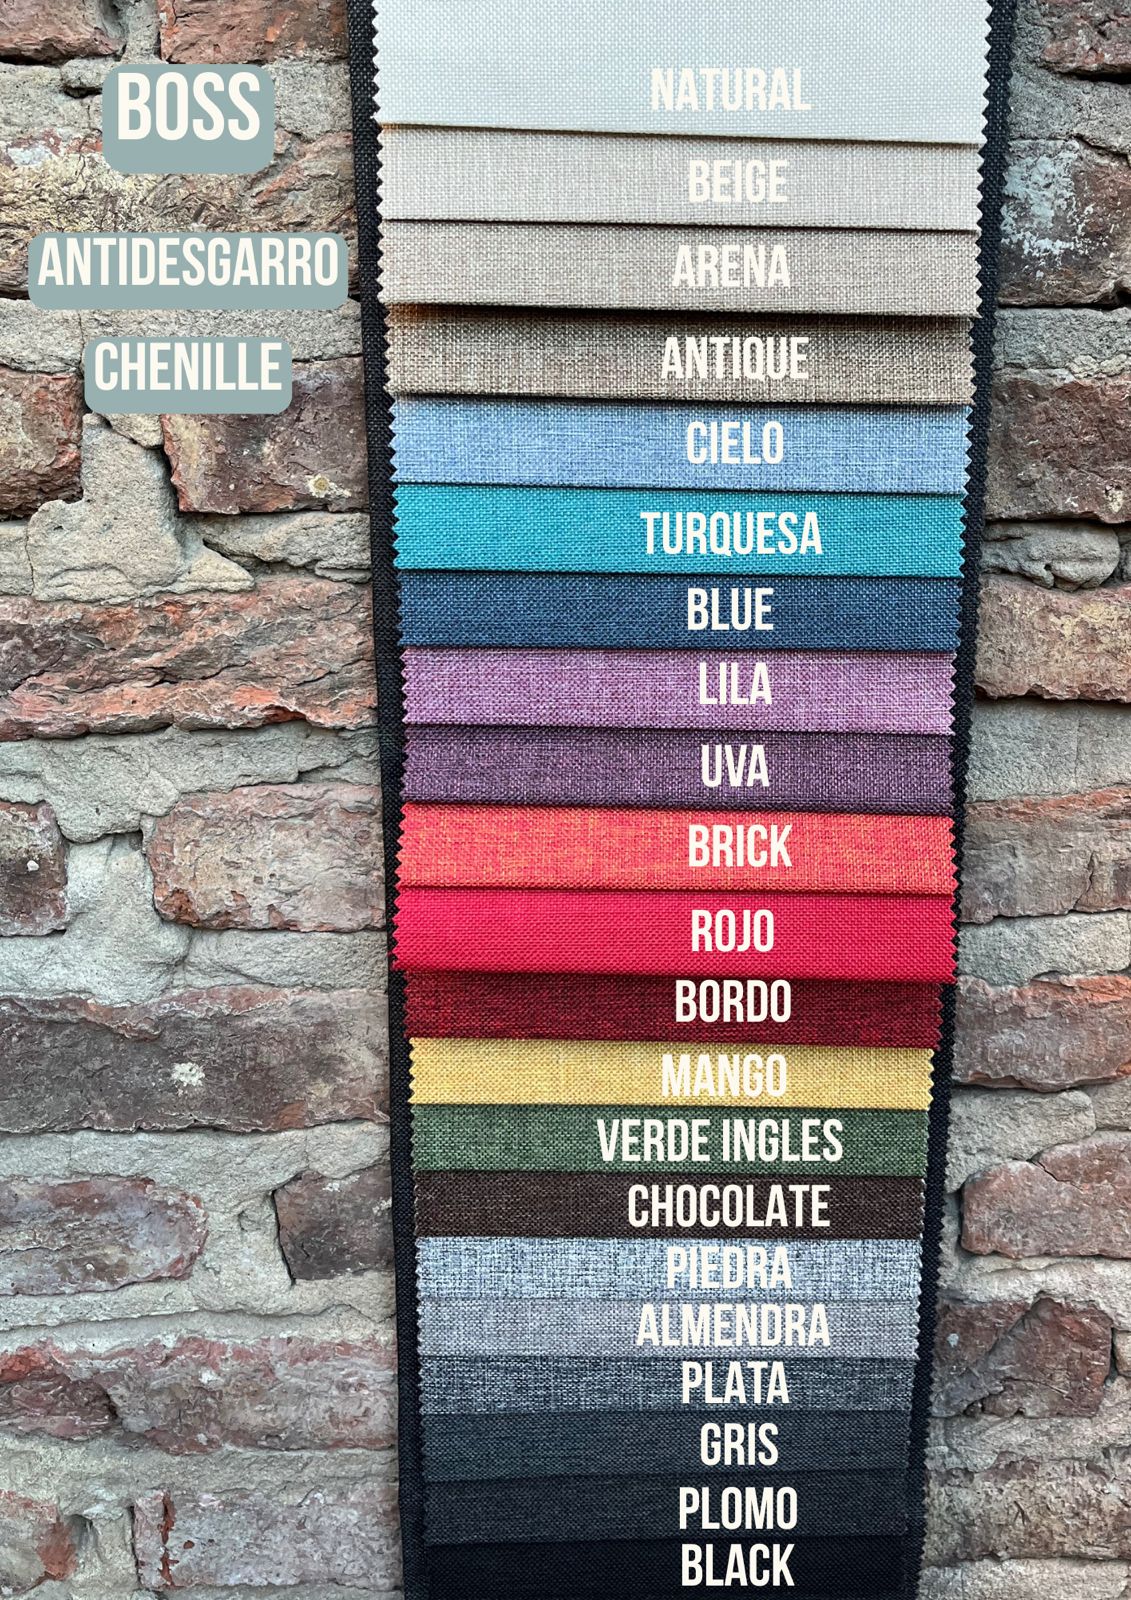 BOSS
ANTIDESGARRO
CHENILLE
NATURAL
BEIGE
ARENA
ANTIQUE
CIELO
TURQUESA
BLUE
LILA
UVA
BRICK
ROJO
BORDO
MANGO
VERDE INGLES
CHOCOLATE
PIEDRA
ALMENDRA
PLATA
GRIS
PLOMO
BLACK